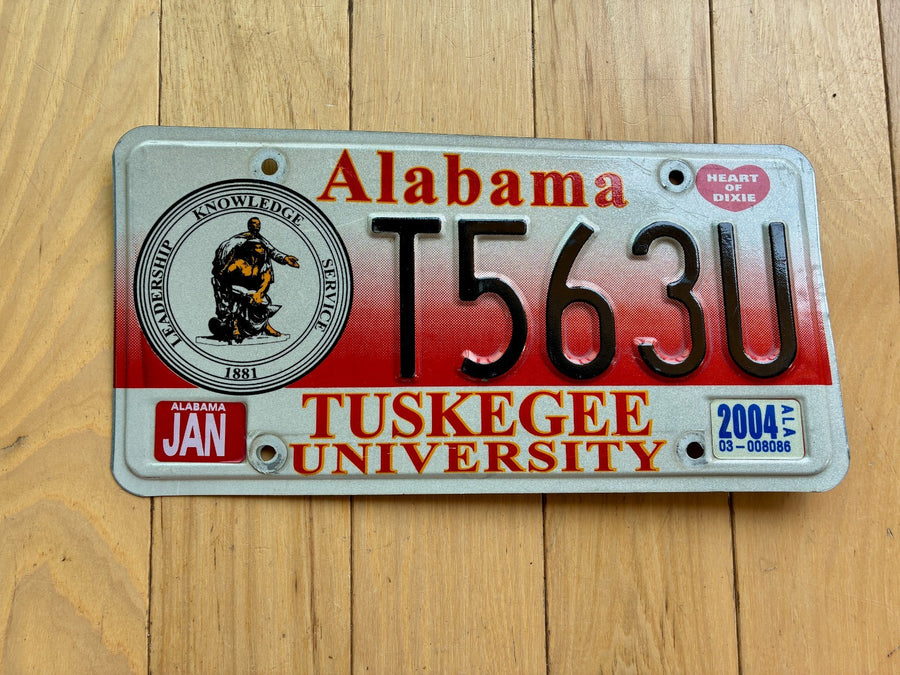 Alabama
HEART
OF
DIXIE
LEADERSHIP KNOWLEDGE SERVICE
1881
T563U
ALABAMA
JAN
TUSKEGEE
UNIVERSITY
2004 ALA
03-008086